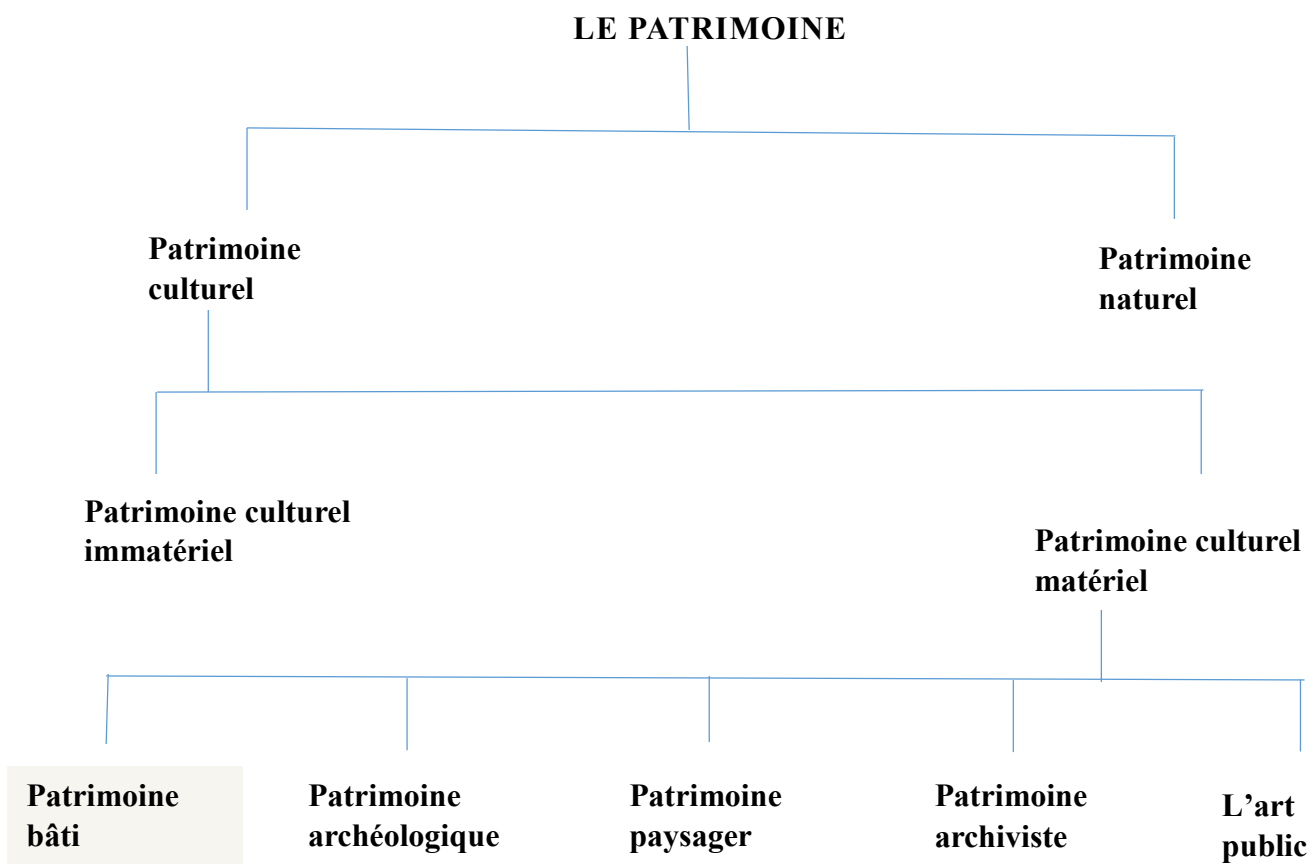 LE PATRIMOINE
Patrimoine
culturel
Patrimoine
naturel
Patrimoine culturel
immatériel
Patrimoine culturel
matériel
Patrimoine
bâti
Patrimoine
archéologique
Patrimoine
paysager
Patrimoine
archiviste
L’art
public